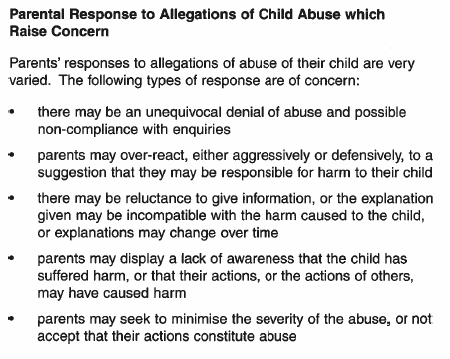 Parental Response to Allegations of Child Abuse which
Raise Concern
Parents' responses to allegations of abuse of their child are very
varied. The following types of response are of concern:
• there may be an unequivocal denial of abuse and possible
non-compliance with enquiries
• parents may over-react, either aggressively or defensively, to a
suggestion that they may be responsible for harm to their child
• there may be reluctance to give information, or the explanation
given may be incompatible with the harm caused to the child,
or explanations may change over time
• parents may display a lack of awareness that the child has
suffered harm, or that their actions, or the actions of others,
may have caused harm
• parents may seek to minimise the severity of the abuse, or not
accept that their actions constitute abuse